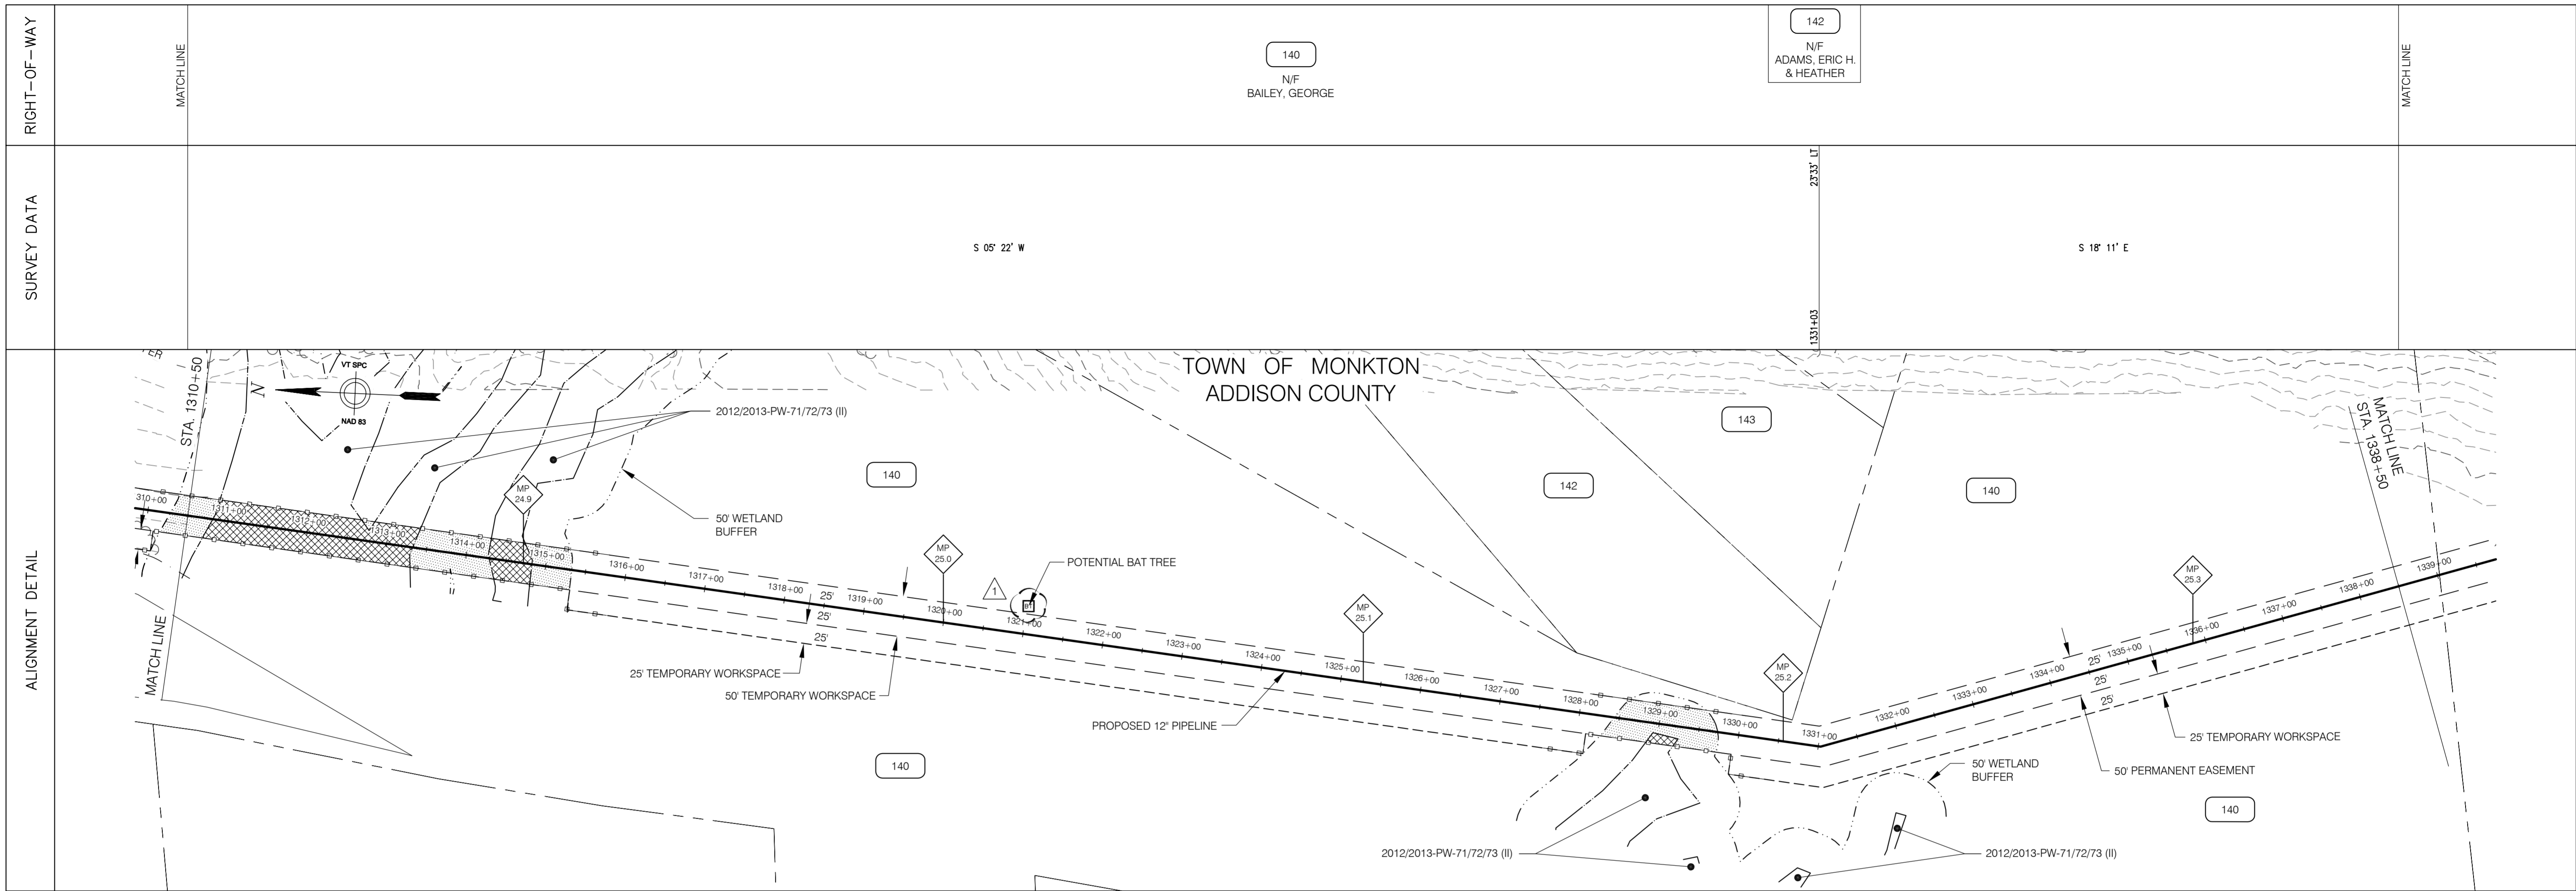 RIGHT-OF-WAY
MATCH LINE
140
N/F
BAILEY, GEORGE
142
N/F
ADAMS, ERIC H.
& HEATHER
MATCH LINE
SURVEY DATA
S 05° 22' W
23°33' LT
1331+03
S 18° 11' E
ALIGNMENT DETAIL
STA. 1310+50
MATCH LINE
N
VT SPC
NAD 83
2012/2013-PW-71/72/73 (II)
TOWN OF MONKTON
ADDISON COUNTY
140
143
142
140
MATCH LINE
STA. 1338+50
50' WETLAND
BUFFER
MP
24.9
MP
25.0
1
BT
POTENTIAL BAT TREE
MP
25.1
MP
25.2
MP
25.3
310+00
1311+00
1312+00
1313+00
1314+00
1315+00
1316+00
1317+00
1318+00
1319+00
1320+00
1321+00
1322+00
1323+00
1324+00
1325+00
1326+00
1327+00
1328+00
1329+00
1330+00
1331+00
1332+00
1333+00
1334+00
1335+00
1336+00
1337+00
1338+00
1339+00
25'
25'
25'
25'
25'
25'
25' TEMPORARY WORKSPACE
50' TEMPORARY WORKSPACE
PROPOSED 12" PIPELINE
25' TEMPORARY WORKSPACE
50' PERMANENT EASEMENT
50' WETLAND
BUFFER
140
140
2012/2013-PW-71/72/73 (II)
2012/2013-PW-71/72/73 (II)